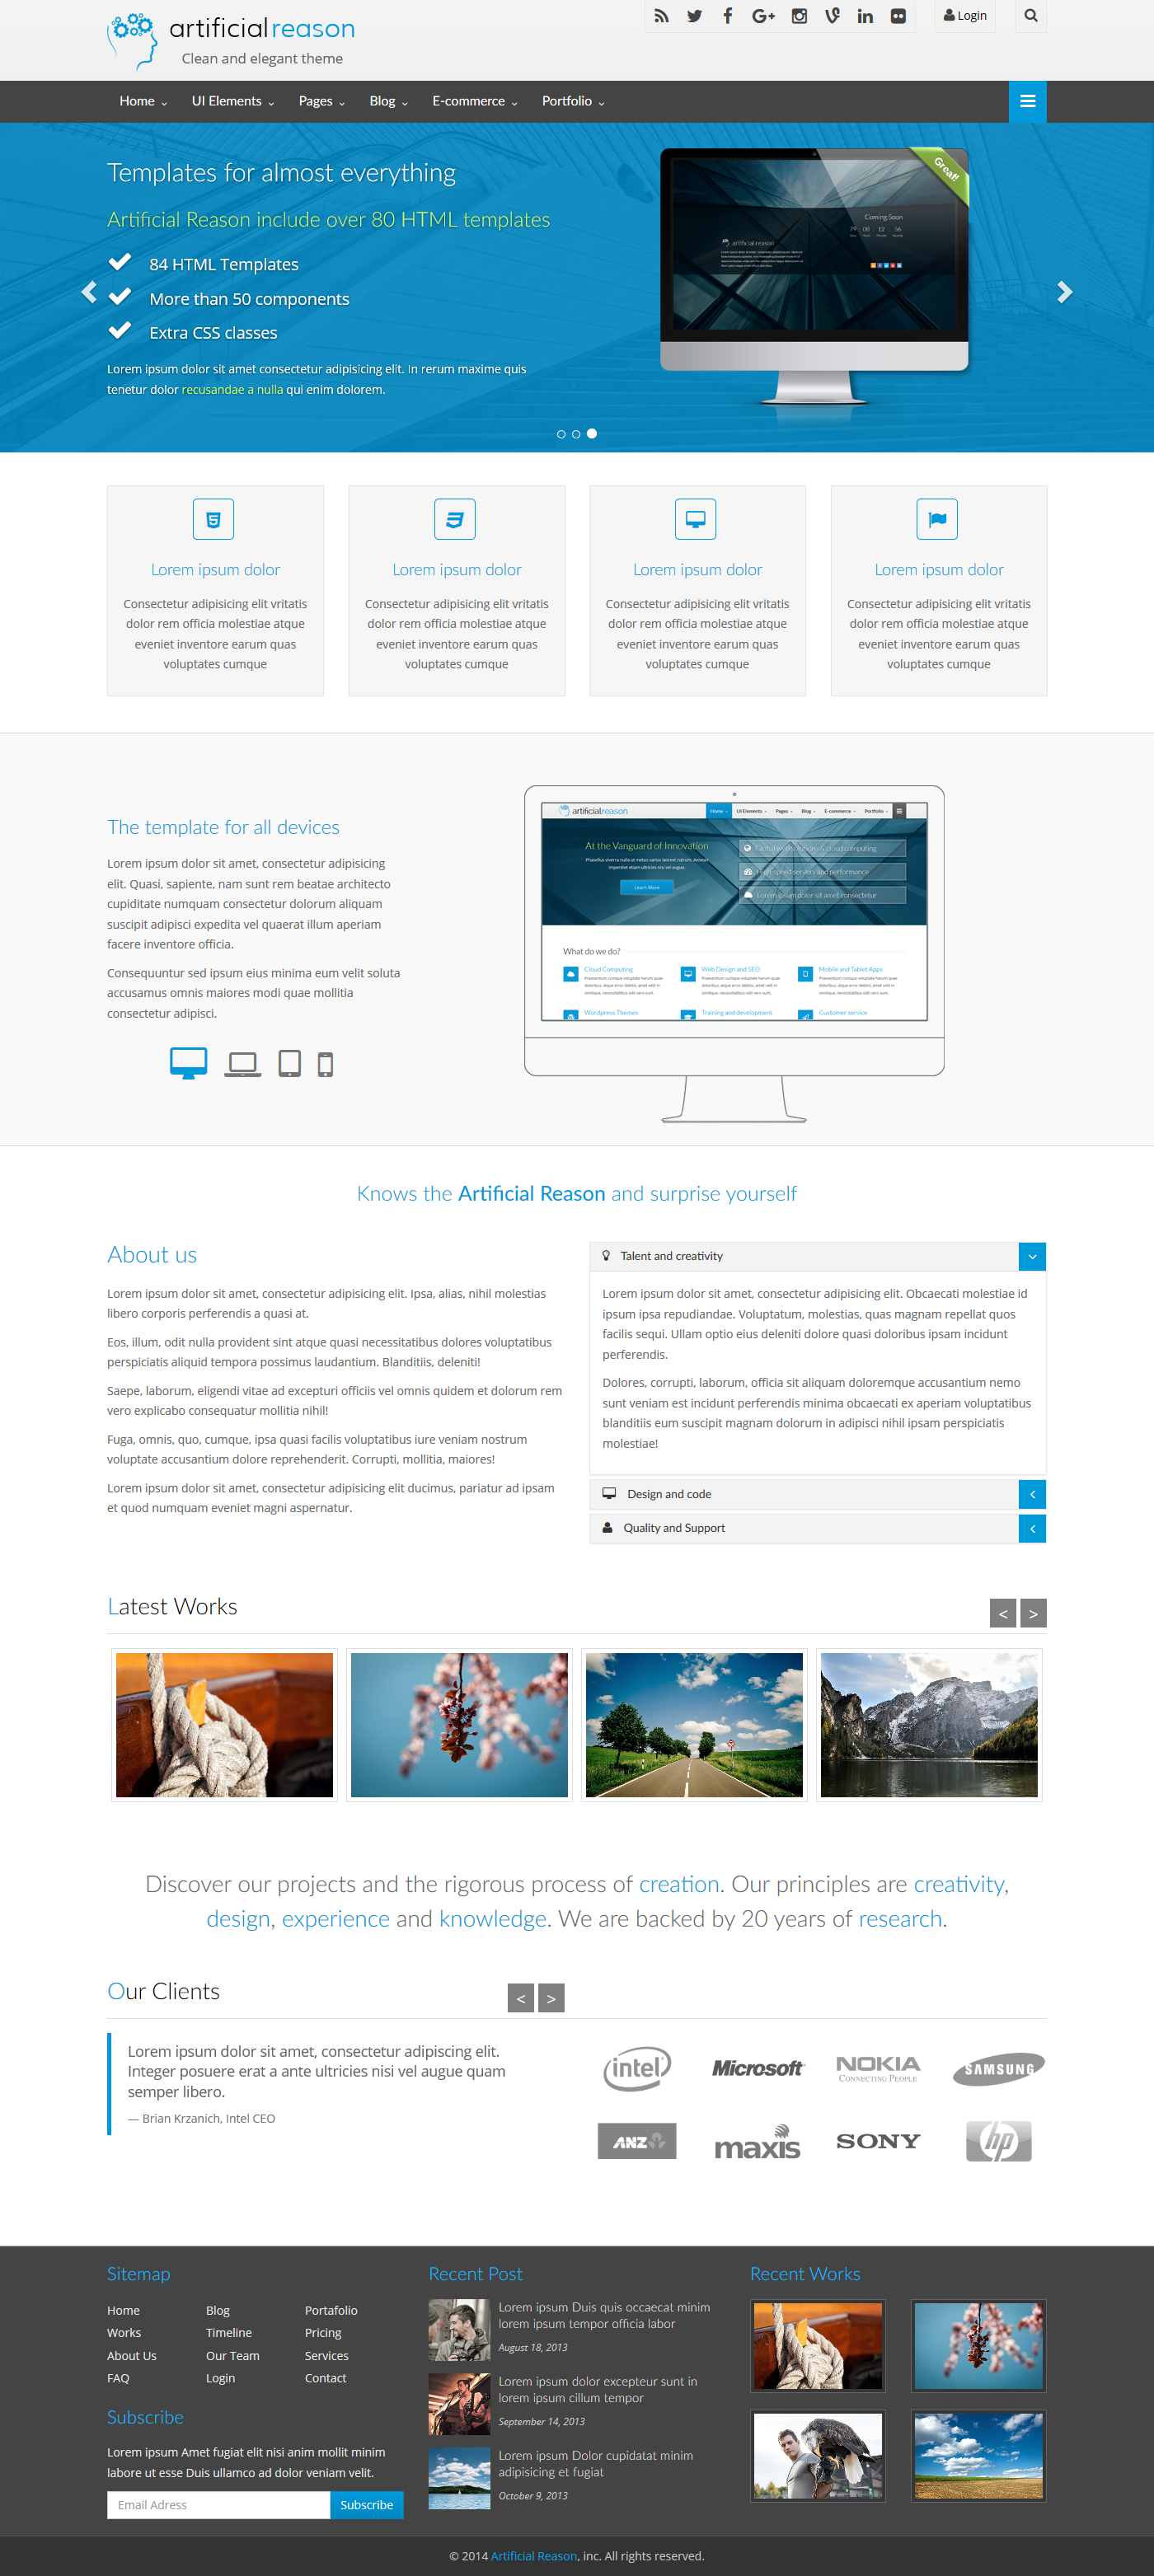 artificial reason
Clean and elegant theme
Login
Home
UI Elements
Pages
Blog
E-commerce
Portfolio
Templates for almost everything
Artificial Reason include over 80 HTML templates
84 HTML Templates
More than 50 components
Extra CSS classes
Lorem ipsum dolor sit amet consectetur adipisicing elit. In rerum maxime quis
tenetur dolor recusandae a nulla qui enim dolorem.
Great!
Coming Soon
artificial reason
Lorem ipsum dolor
Consectetur adipisicing elit vritatis
dolor rem officia molestiae atque
eveniet inventore earum quas
voluptates cumque
Lorem ipsum dolor
Consectetur adipisicing elit vritatis
dolor rem officia molestiae atque
eveniet inventore earum quas
voluptates cumque
Lorem ipsum dolor
Consectetur adipisicing elit vritatis
dolor rem officia molestiae atque
eveniet inventore earum quas
voluptates cumque
Lorem ipsum dolor
Consectetur adipisicing elit vritatis
dolor rem officia molestiae atque
eveniet inventore earum quas
voluptates cumque
The template for all devices
Lorem ipsum dolor sit amet, consectetur adipisicing
elit. Quasi, sapiente, nam sunt rem beatae architecto
cupiditate numquam consectetur dolorum aliquam
suscipit adipisci expedita vel quaerat illum aperiam
facere inventore officia.
Consequuntur sed ipsum eius minima eum velit soluta
accusamus omnis maiores modi quae mollitia
consectetur adipisci.
artificialreason
Home
UI Elements
Pages
Blog
E-commerce
Portfolio
At the Vanguard of Innovation
Learn More
Global web solutions & cloud computing
High speed servers and performance
Lorem ipsum dolor sit amet consectetur
What do we do?
Cloud Computing
Web Design and SEO
Mobile and Tablet Apps
Wordpress Themes
Training and development
Customer service
Knows the Artificial Reason and surprise yourself
About us
Lorem ipsum dolor sit amet, consectetur adipisicing elit. Ipsa, alias, nihil molestias
libero corporis perferendis a quasi at.
Eos, illum, odit nulla provident sint atque quasi necessitatibus dolores voluptatibus
perspiciatis aliquid tempora possimus laudantium. Blanditiis, deleniti!
Saepe, laborum, eligendi vitae ad excepturi officiis vel omnis quidem et dolorum rem
vero explicabo consequatur mollitia nihil!
Fuga, omnis, quo, cumque, ipsa quasi facilis voluptatibus iure veniam nostrum
voluptate accusantium dolore reprehenderit. Corrupti, mollitia, maiores!
Lorem ipsum dolor sit amet, consectetur adipisicing elit ducimus, pariatur ad ipsam
et quod numquam eveniet magni aspernatur.
Talent and creativity
Lorem ipsum dolor sit amet, consectetur adipisicing elit. Obcaecati molestiae id
ipsum ipsa repudiandae. Voluptatum, molestias, quas magnam repellat quos
facilis sequi. Ullam optio eius deleniti dolore quasi doloribus ipsam incidunt
perferendis.
Dolores, corrupti, laborum, officia sit aliquam doloremque accusantium nemo
sunt veniam est incidunt perferendis minima obcaecati ex aperiam voluptatibus
blanditiis eum suscipit magnam dolorum in adipisci nihil ipsam perspiciatis
molestiae!
Design and code
Quality and Support
Latest Works
< >
Discover our projects and the rigorous process of creation. Our principles are creativity,
design, experience and knowledge. We are backed by 20 years of research.
Our Clients
< >
Lorem ipsum dolor sit amet, consectetur adipiscing elit.
Integer posuere erat a ante ultricies nisi vel augue quam
semper libero.
— Brian Krzanich, Intel CEO
intel
Microsoft
NOKIA
CONNECTING PEOPLE
SAMSUNG
ANZ
maxis
SONY
hp
Sitemap
Home
Blog
Portafolio
Works
Timeline
Pricing
About Us
Our Team
Services
FAQ
Login
Contact
Subscribe
Lorem ipsum Amet fugiat elit nisi anim mollit minim
labore ut esse Duis ullamco ad dolor veniam velit.
Email Adress
Subscribe
Recent Post
Lorem ipsum Duis quis occaecat minim
lorem ipsum tempor officia labor
August 18, 2013
Lorem ipsum dolor excepteur sunt in
lorem ipsum cillum tempor
September 14, 2013
Lorem ipsum Dolor cupidatat minim
adipisicing et fugiat
October 9, 2013
Recent Works
© 2014 Artificial Reason, inc. All rights reserved.